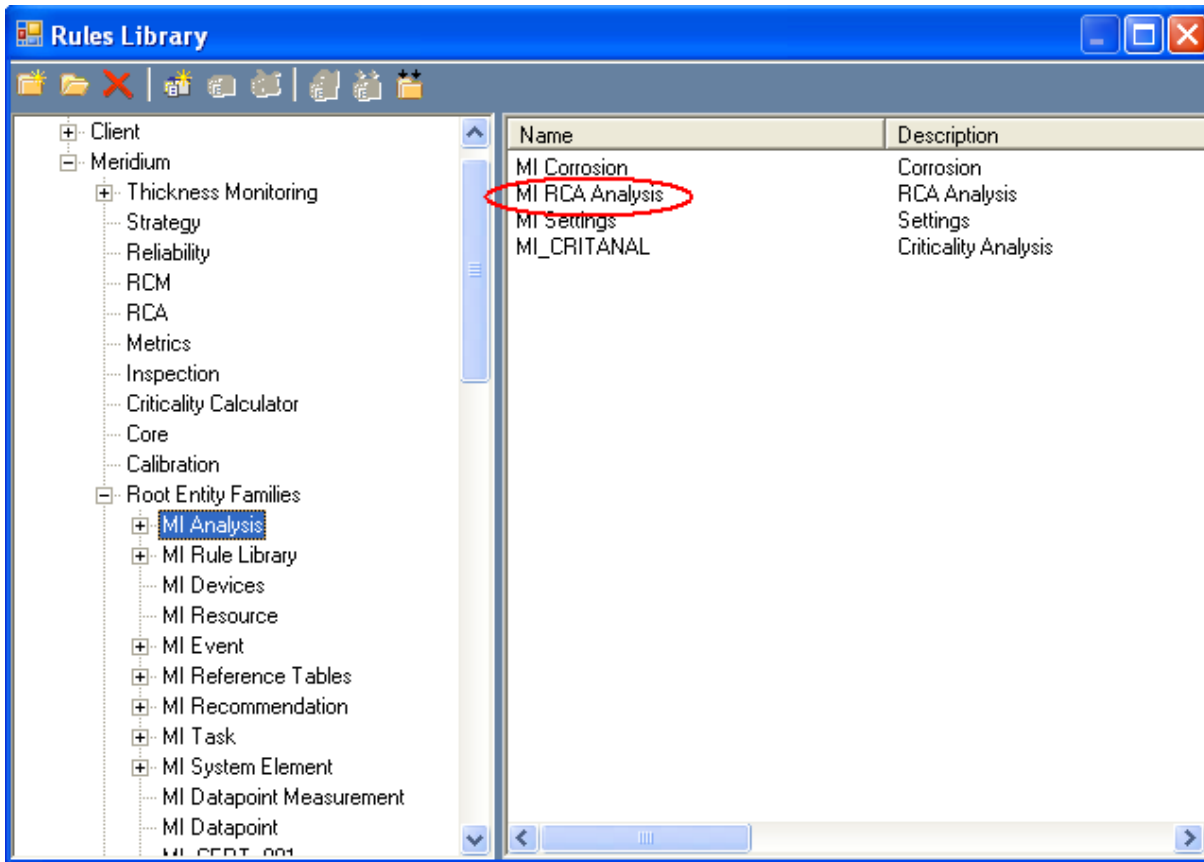 Rules Library
Client
Meridium
Thickness Monitoring
Strategy
Reliability
RCM
RCA
Metrics
Inspection
Criticality Calculator
Core
Calibration
Root Entity Families
MI Analysis
MI Rule Library
MI Devices
MI Resource
MI Event
MI Reference Tables
MI Recommendation
MI Task
MI System Element
MI Datapoint Measurement
MI Datapoint
Name Description
MI Corrosion Corrosion
MI RCA Analysis RCA Analysis
MI Settings Settings
MI_CRITANAL Criticality Analysis